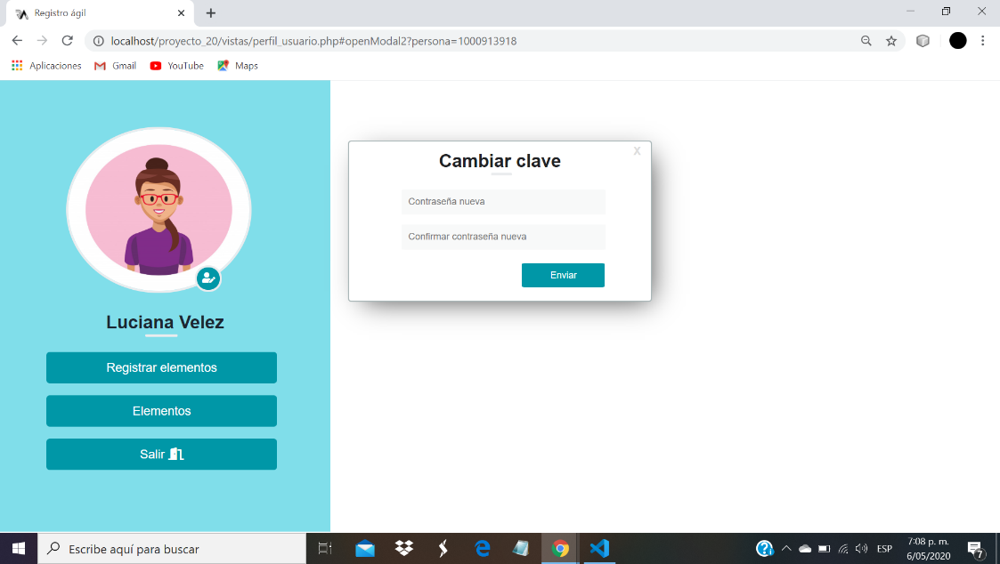 Registro ágil
localhost/proyecto_20/vistas/perfil_usuario.php#openModal2?persona=1000913918
Aplicaciones Gmail YouTube Maps
X
Cambiar clave
Contraseña nueva
Confirmar contraseña nueva
Enviar
Luciana Velez
Registrar elementos
Elementos
Salir
Escribe aquí para buscar
ESP
7:08 p. m.
6/05/2020
7